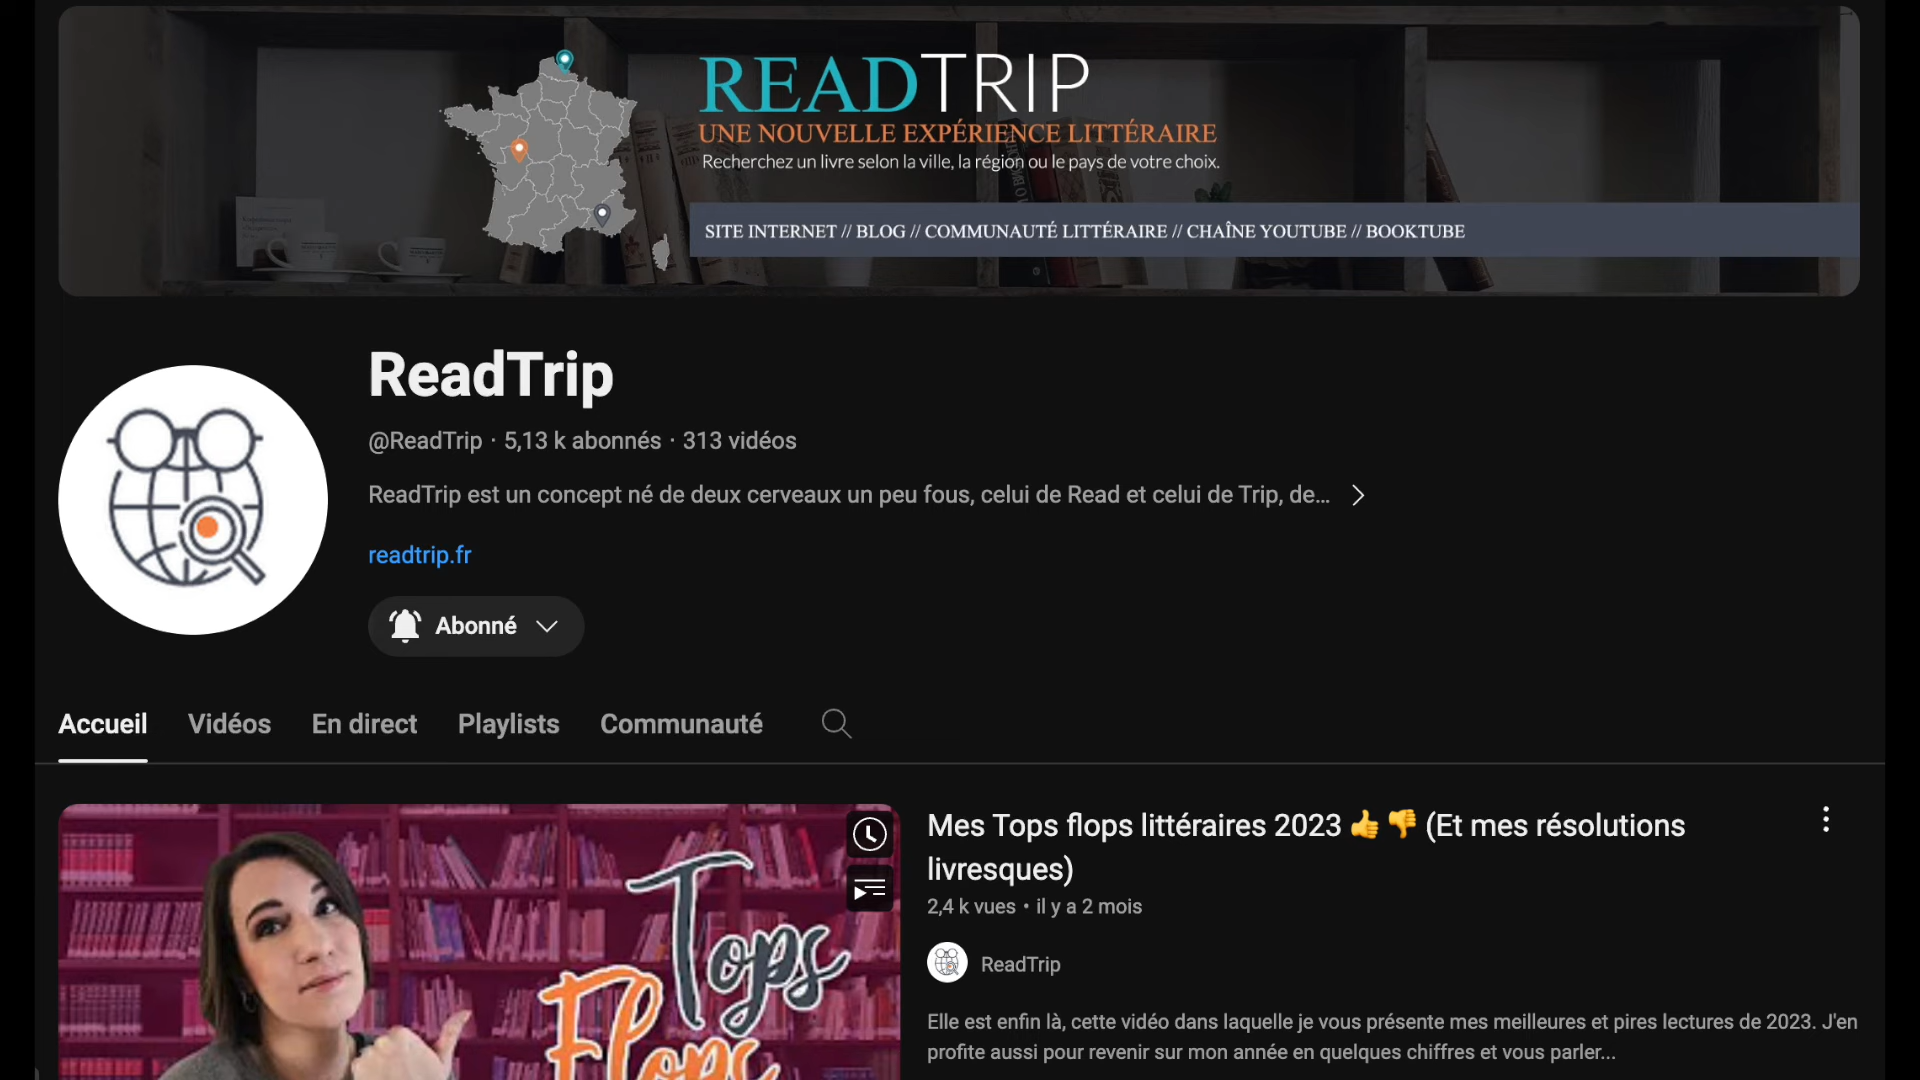 READTRIP
UNE NOUVELLE EXPÉRIENCE LITTÉRAIRE
Recherchez un livre selon la ville, la région ou le pays de votre choix.
SITE INTERNET // BLOG // COMMUNAUTÉ LITTÉRAIRE // CHAÎNE YOUTUBE // BOOKTUBE
ReadTrip
@ReadTrip · 5,13 k abonnés · 313 vidéos
ReadTrip est un concept né de deux cerveaux un peu fous, celui de Read et celui de Trip, de...
readtrip.fr
Abonné
Accueil Vidéos En direct Playlists Communauté
Tops
Flops
Mes Tops flops littéraires 2023 👍 👎 (Et mes résolutions
livresques)
2,4 k vues • il y a 2 mois
ReadTrip
Elle est enfin là, cette vidéo dans laquelle je vous présente mes meilleures et pires lectures de 2023. J'en
profite aussi pour revenir sur mon année en quelques chiffres et vous parler...